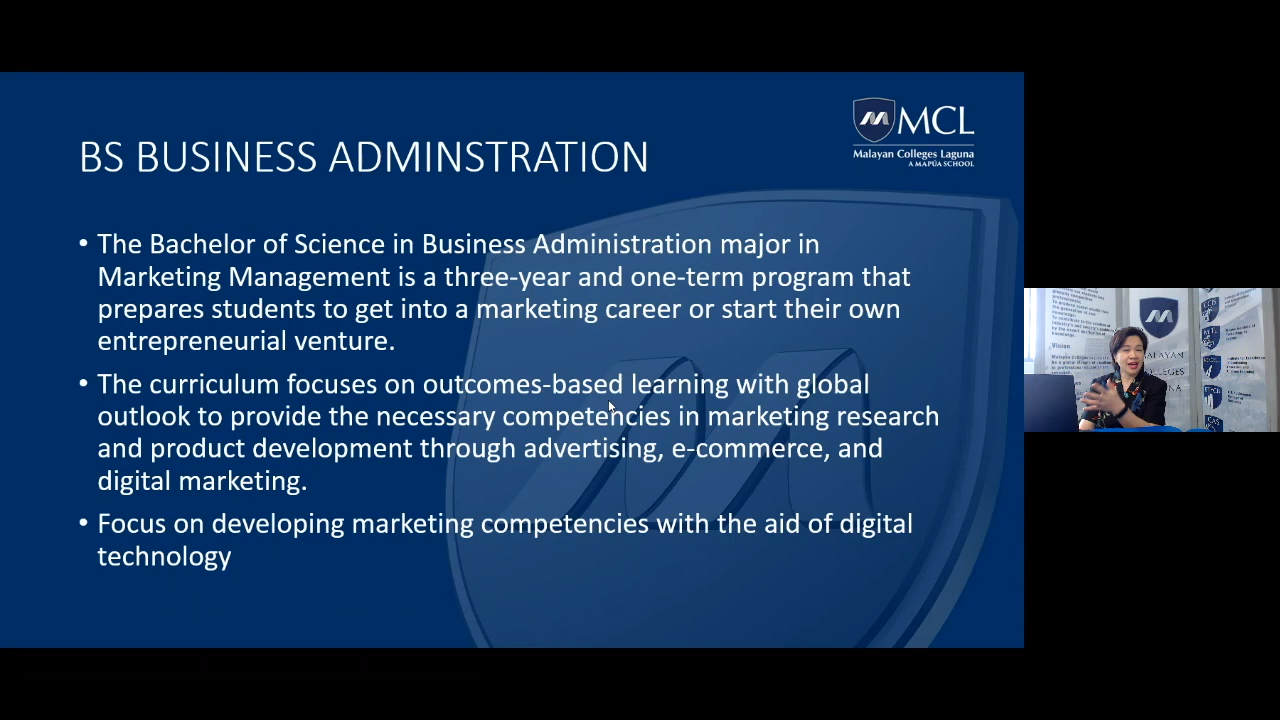 MCL
Malayan Colleges Laguna
A MAPÚA SCHOOL
BS BUSINESS ADMINSTRATION
• The Bachelor of Science in Business Administration major in
Marketing Management is a three-year and one-term program that
prepares students to get into a marketing career or start their own
entrepreneurial venture.
• The curriculum focuses on outcomes-based learning with global
outlook to provide the necessary competencies in marketing research
and product development through advertising, e-commerce, and
digital marketing.
• Focus on developing marketing competencies with the aid of digital
technology
Vision